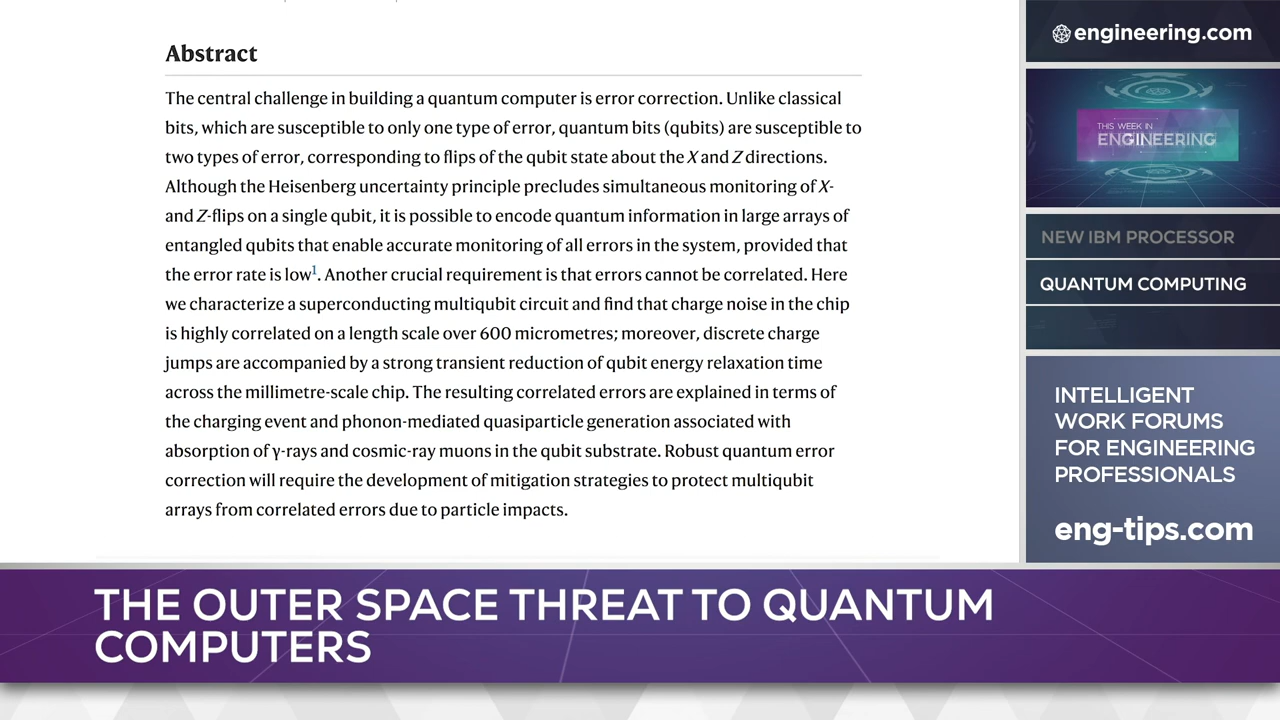 Abstract
The central challenge in building a quantum computer is error correction. Unlike classical
bits, which are susceptible to only one type of error, quantum bits (qubits) are susceptible to
two types of error, corresponding to flips of the qubit state about the X and Z directions.
Although the Heisenberg uncertainty principle precludes simultaneous monitoring of X-
and Z-flips on a single qubit, it is possible to encode quantum information in large arrays of
entangled qubits that enable accurate monitoring of all errors in the system, provided that
the error rate is low1. Another crucial requirement is that errors cannot be correlated. Here
we characterize a superconducting multiqubit circuit and find that charge noise in the chip
is highly correlated on a length scale over 600 micrometres; moreover, discrete charge
jumps are accompanied by a strong transient reduction of qubit energy relaxation time
across the millimetre-scale chip. The resulting correlated errors are explained in terms of
the charging event and phonon-mediated quasiparticle generation associated with
absorption of γ-rays and cosmic-ray muons in the qubit substrate. Robust quantum error
correction will require the development of mitigation strategies to protect multiqubit
arrays from correlated errors due to particle impacts.
engineering.com
THIS WEEK IN
ENGINEERING
NEW IBM PROCESSOR
QUANTUM COMPUTING
INTELLIGENT
WORK FORUMS
FOR ENGINEERING
PROFESSIONALS
eng-tips.com
THE OUTER SPACE THREAT TO QUANTUM
COMPUTERS